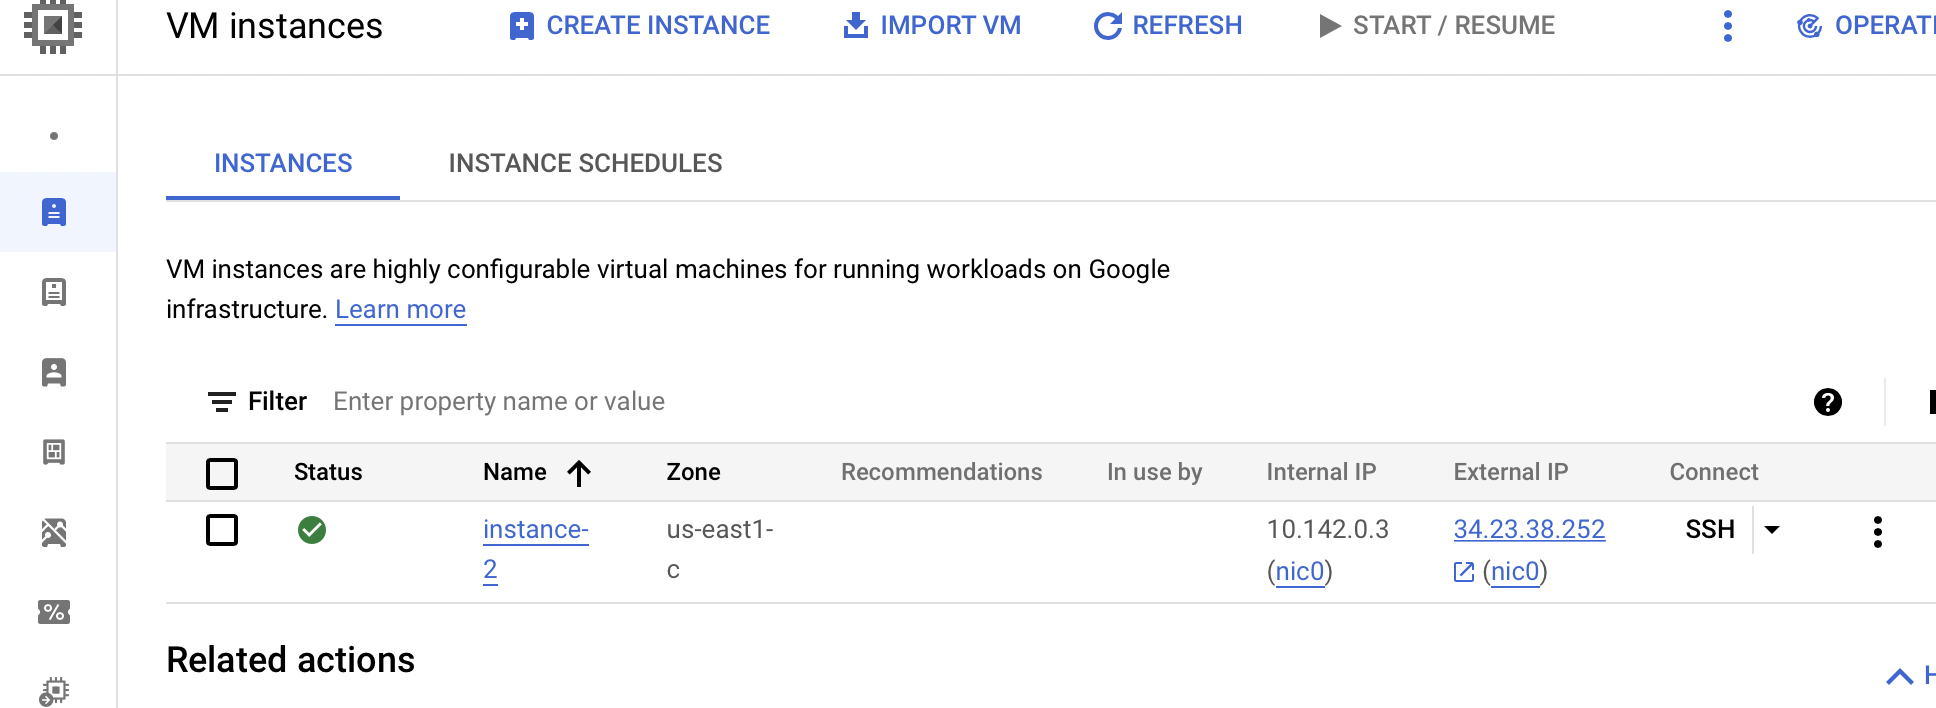 VM instances
CREATE INSTANCE
IMPORT VM
REFRESH
START / RESUME
OPERATI
INSTANCES
INSTANCE SCHEDULES
VM instances are highly configurable virtual machines for running workloads on Google
infrastructure. Learn more
Filter Enter property name or value
Status Name Zone Recommendations In use by Internal IP External IP Connect
instance- us-east1- 10.142.0.3 34.23.38.252 SSH
2 c (nic0) (nic0)
Related actions